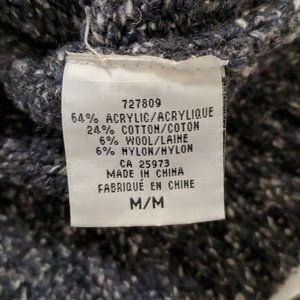 727809
64% ACRYLIC/ACRYLIQUE
24% COTTON/COTON
6% WOOL/LAINE
6% NYLON/NYLON
CA 25973
MADE IN CHINA
FABRIQUÉ EN CHINE
M/M